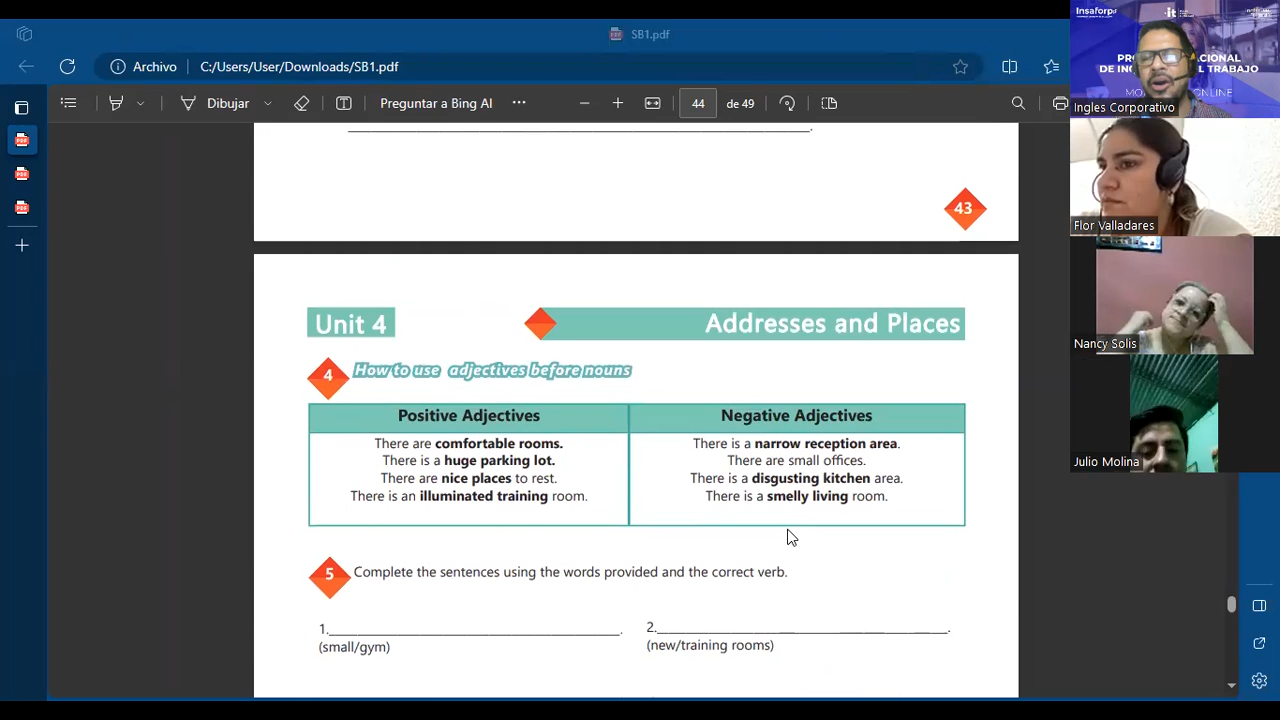 SB1.pdf
Archivo
C:/Users/User/Downloads/SB1.pdf
Dibujar
Preguntar a Bing AI
44
de 49
43
Unit 4
Addresses and Places
4
How to use adjectives before nouns
Positive Adjectives
Negative Adjectives
There are comfortable rooms.
There is a huge parking lot.
There are nice places to rest.
There is an illuminated training room.
There is a narrow reception area.
There are small offices.
There is a disgusting kitchen area.
There is a smelly living room.
5
Complete the sentences using the words provided and the correct verb.
1.
(small/gym)
2.
(new/training rooms)
Insaforp
it
Ingles Corporativo
Flor Valladares
Nancy Solis
Julio Molina